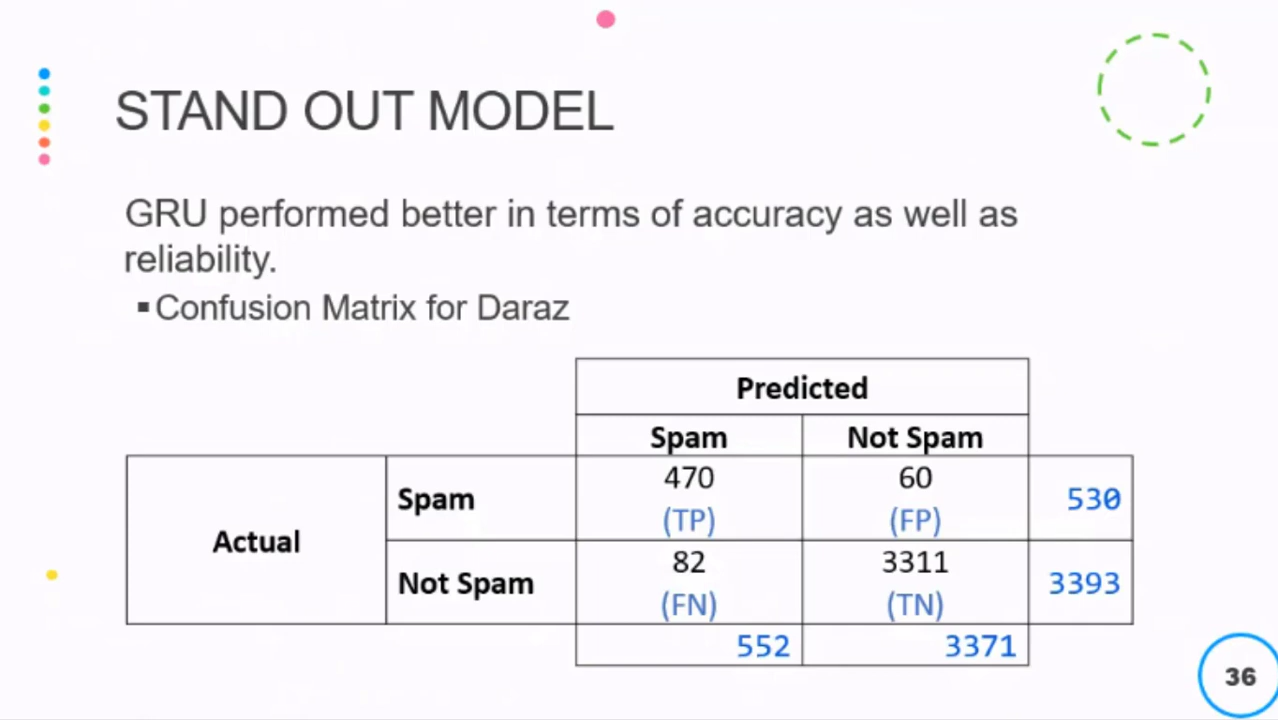 STAND OUT MODEL
GRU performed better in terms of accuracy as well as
reliability.
▪Confusion Matrix for Daraz
Predicted
Spam Not Spam
Actual
Spam 470 (TP) 60 (FP) 530
Not Spam 82 (FN) 3311 (TN) 3393
552 3371
36